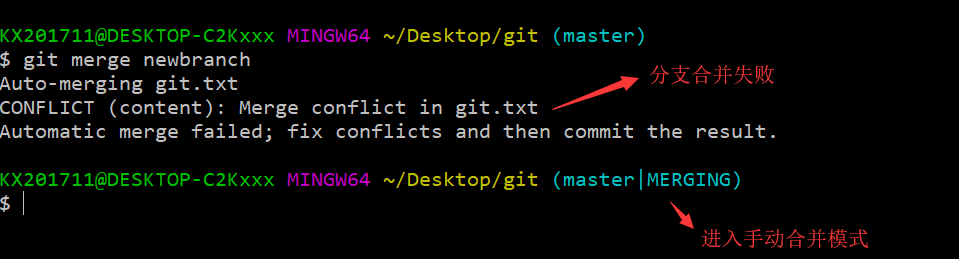 KX201711@DESKTOP-C2Kxxx MINGW64 ~/Desktop/git (master)
$ git merge newbranch
分支合并失败
Auto-merging git.txt
CONFLICT (content): Merge conflict in git.txt
Automatic merge failed; fix conflicts and then commit the result.
KX201711@DESKTOP-C2Kxxx MINGW64 ~/Desktop/git (master|MERGING)
$
进入手动合并模式